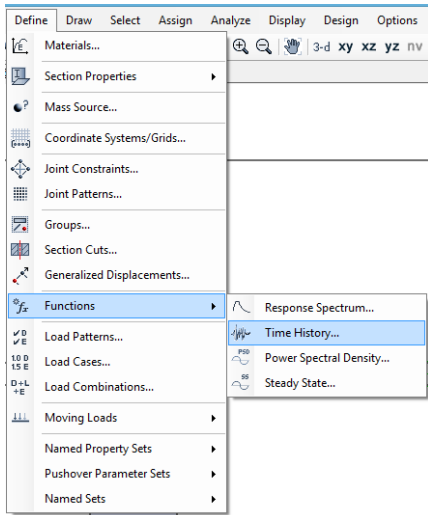 Define Draw Select Assign Analyze Display Design Options
Materials...
3-d xy xz yz nv
Section Properties
Mass Source...
Coordinate Systems/Grids...
Joint Constraints...
Joint Patterns...
Groups...
Section Cuts...
Generalized Displacements...
Functions
Response Spectrum...
Load Patterns...
Time History...
Load Cases...
PSD Power Spectral Density...
Load Combinations...
SS Steady State...
Moving Loads
Named Property Sets
Pushover Parameter Sets
Named Sets